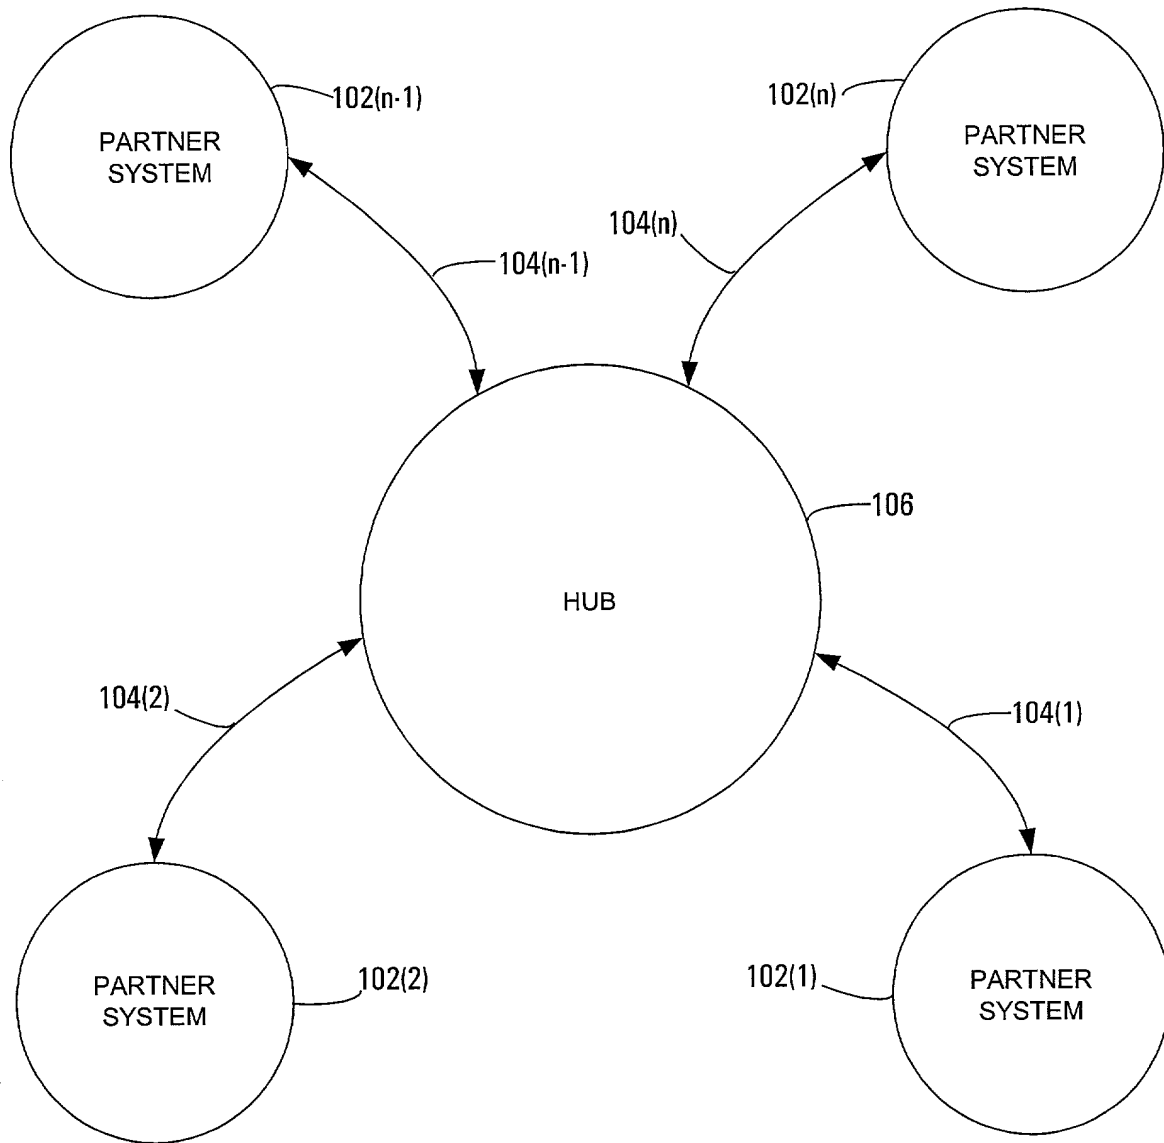 102(n-1)
102(n)
PARTNER
SYSTEM
PARTNER
SYSTEM
104(n)
104(n-1)
106
HUB
104(2)
104(1)
102(2)
102(1)
PARTNER
SYSTEM
PARTNER
SYSTEM